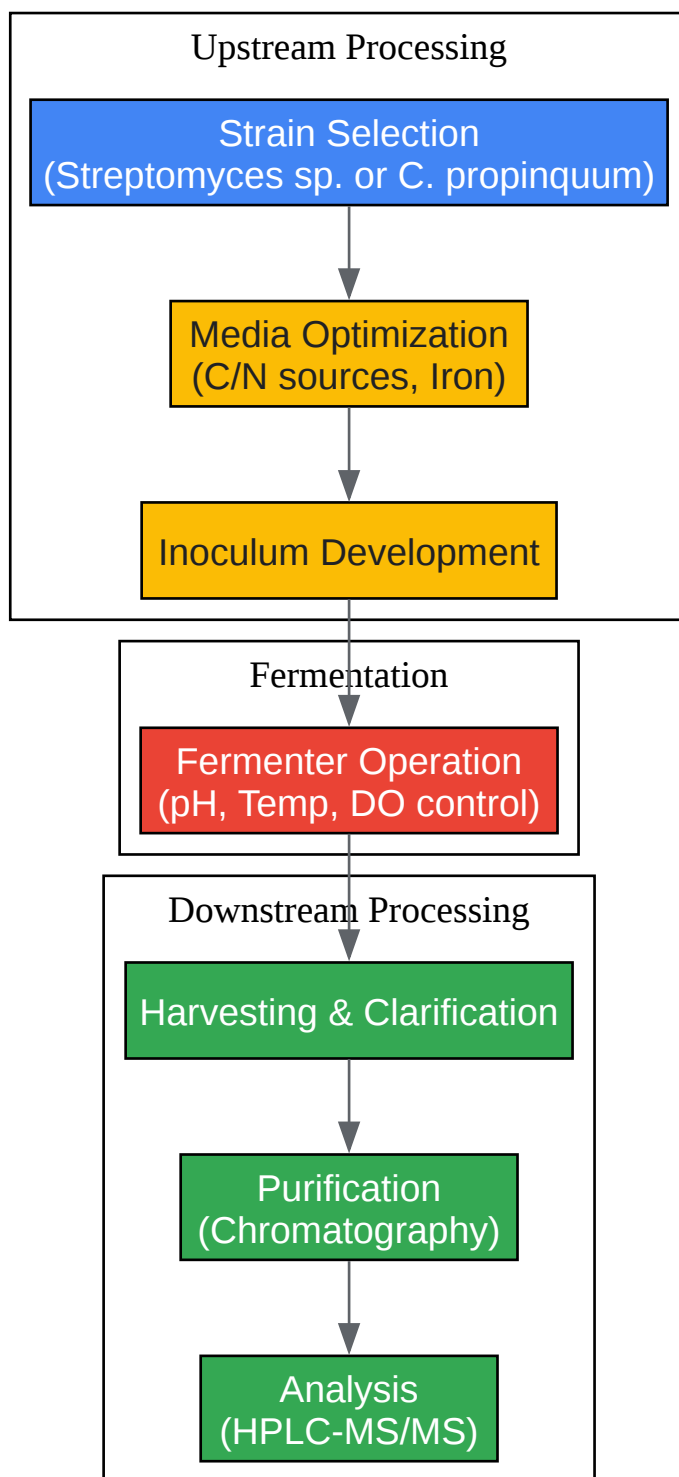 Upstream Processing
Strain Selection
(Streptomyces sp. or C. propinquum)
Media Optimization
(C/N sources, Iron)
Inoculum Development
Fermentation
Fermenter Operation
(pH, Temp, DO control)
Downstream Processing
Harvesting & Clarification
Purification
(Chromatography)
Analysis
(HPLC-MS/MS)